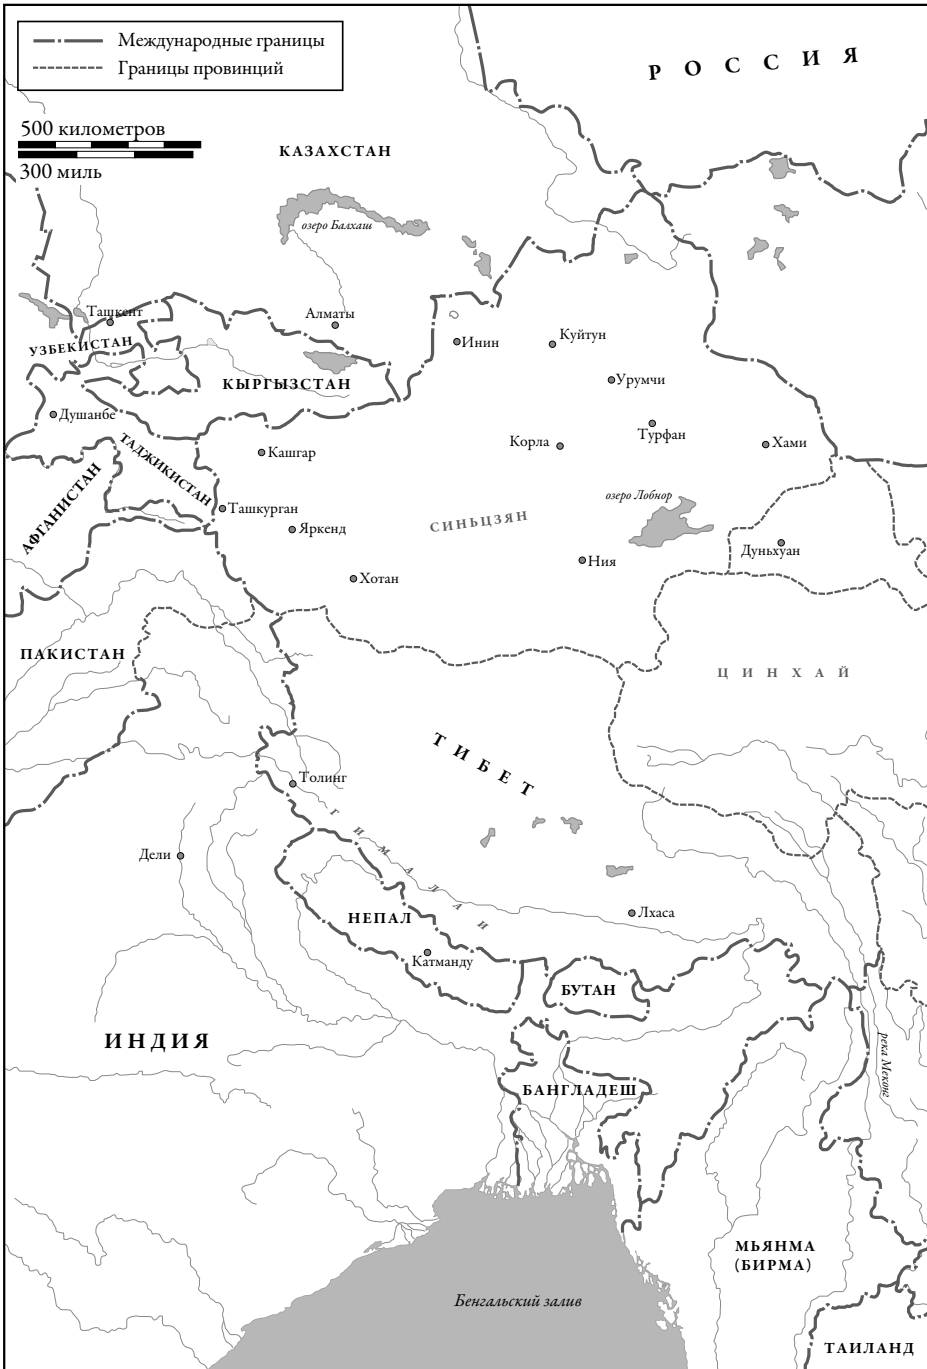 Международные границы
Границы провинций
РОССИЯ
500 километров
300 миль
КАЗАХСТАН
озеро Балхаш
Ташкент
Алматы
УЗБЕКИСТАН
Инин
Куйтун
КЫРГЫЗСТАН
Урумчи
Душанбе
Турфан
Корла
Хами
ТАДЖИКИСТАН
Кашгар
АФГАНИСТАН
озеро Лобнор
Ташкурган
СИНЬЦЗЯН
Яркенд
Дуньхуан
Ния
Хотан
ПАКИСТАН
ЦИНХАЙ
ТИБЕТ
Толинг
ГИМАЛАИ
Дели
НЕПАЛ
Лхаса
Катманду
БУТАН
ИНДИЯ
река Меконг
БАНГЛАДЕШ
МЬЯНМА
(БИРМА)
Бенгальский залив
ТАИЛАНД